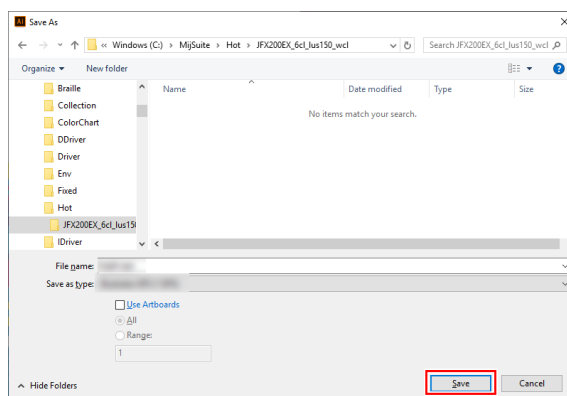 Ai Save As
« Windows (C:) › MijSuite › Hot › JFX200EX_6cl_lus150_wcl
Search JFX200EX_6cl_lus150_wcl
Organize
New folder
Name
Date modified
Type
Size
No items match your search.
Braille
Collection
ColorChart
DDriver
Driver
Env
Fixed
Hot
JFX200EX_6cl_lus150
IDriver
File name:
Save as type:
Use Artboards
All
Range:
1
Hide Folders
Save
Cancel